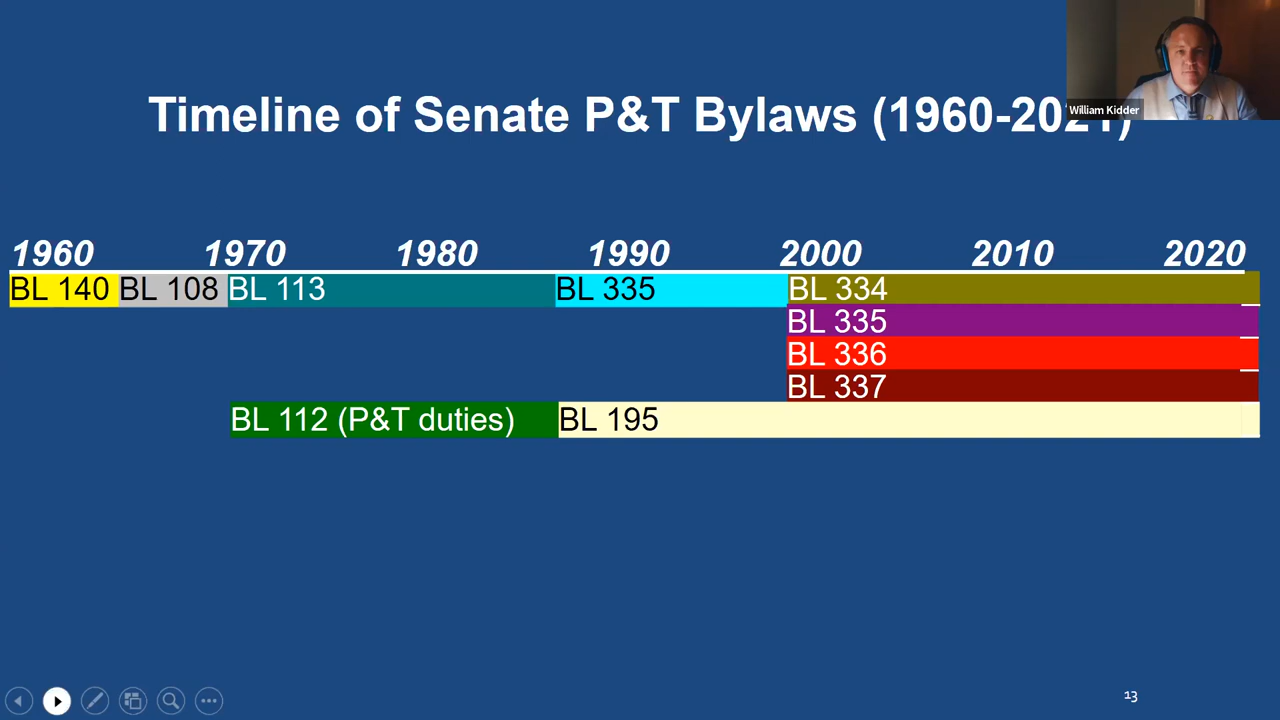 William Kidder
Timeline of Senate P&T Bylaws (1960-2021)
1960 1970 1980 1990 2000 2010 2020
BL 140 BL 108 BL 113 BL 335 BL 334
BL 335
BL 336
BL 337
BL 112 (P&T duties) BL 195
13